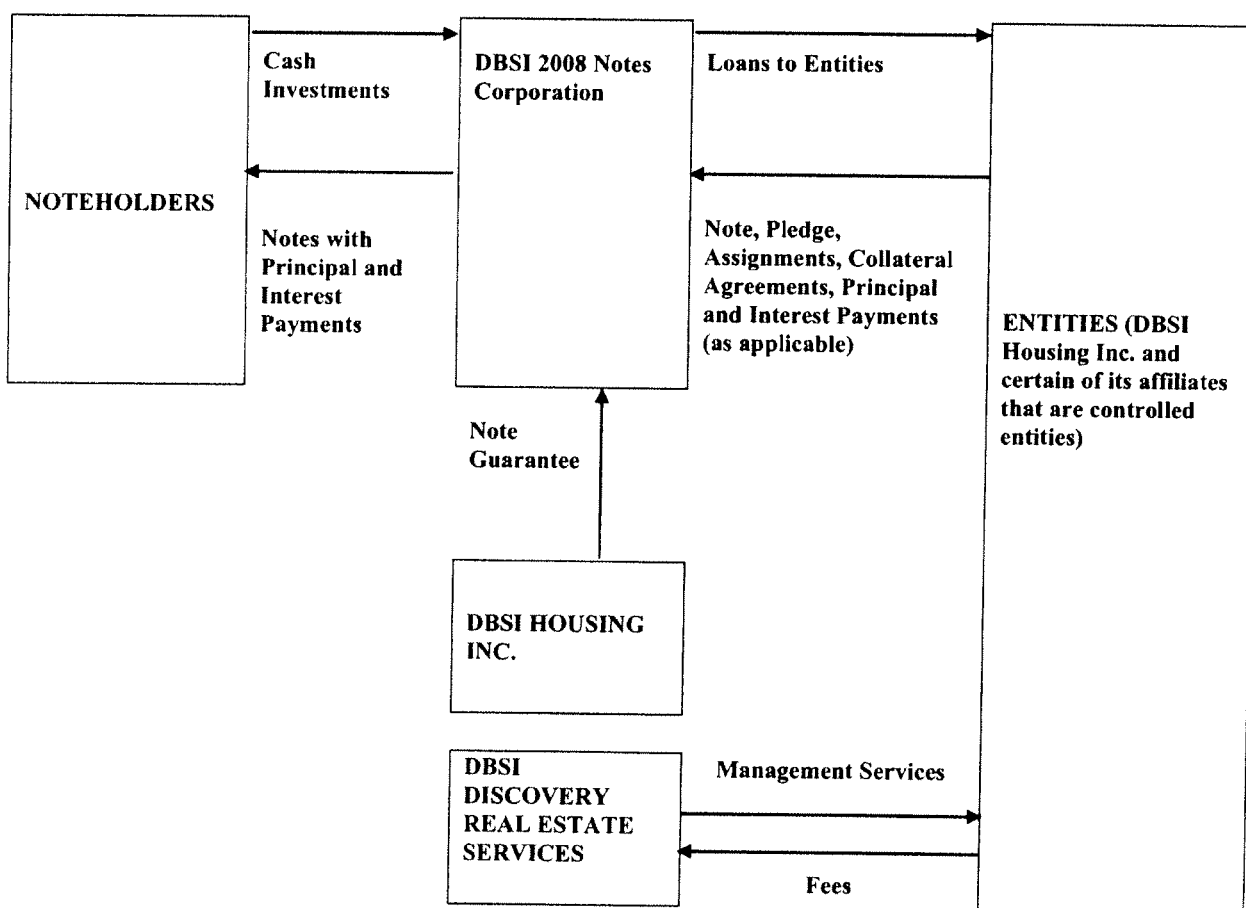 Cash
Investments
DBSI 2008 Notes
Corporation
Loans to Entities
NOTEHOLDERS
Notes with
Principal and
Interest
Payments
Note, Pledge,
Assignments, Collateral
Agreements, Principal
and Interest Payments
(as applicable)
ENTITIES (DBSI
Housing Inc. and
certain of its affiliates
that are controlled
entities)
Note
Guarantee
DBSI HOUSING
INC.
DBSI
DISCOVERY
REAL ESTATE
SERVICES
Management Services
Fees